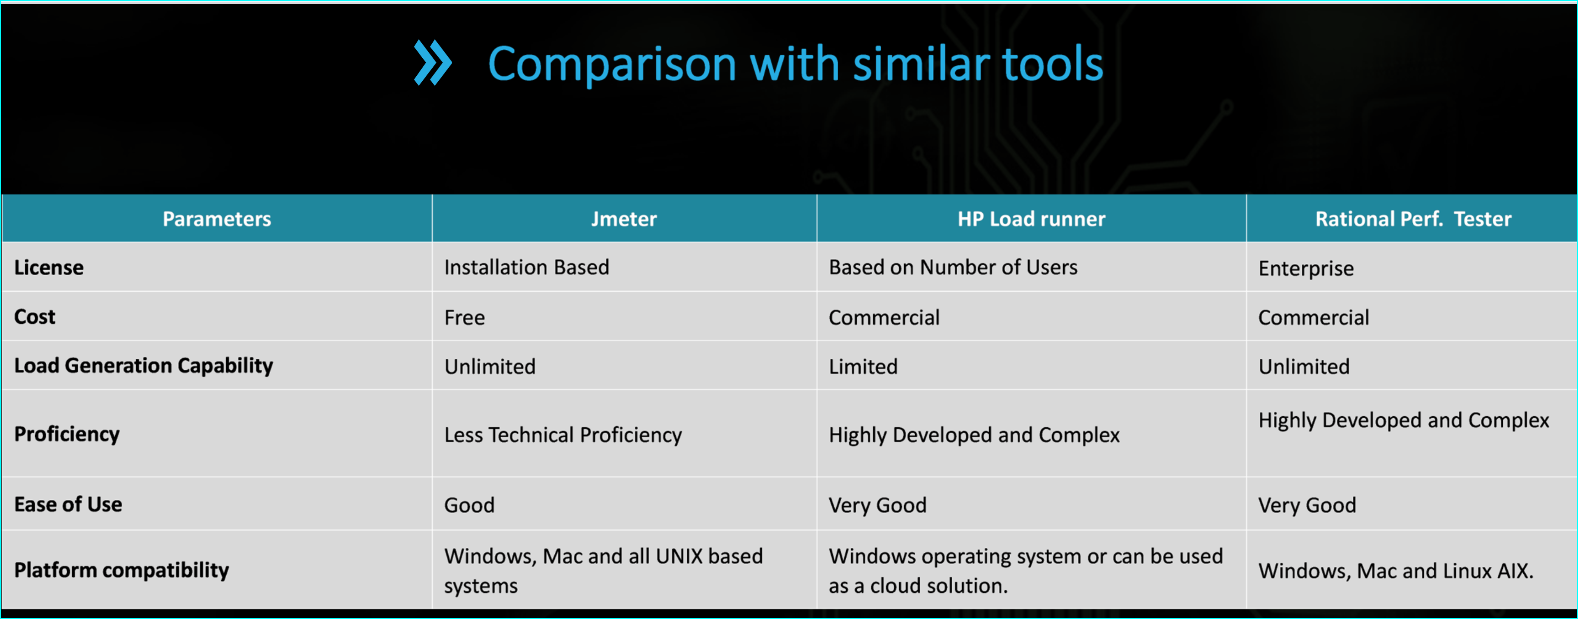 Comparison with similar tools
Parameters Jmeter HP Load runner Rational Perf. Tester
License Installation Based Based on Number of Users Enterprise
Cost Free Commercial Commercial
Load Generation Capability Unlimited Limited Unlimited
Proficiency Less Technical Proficiency Highly Developed and Complex Highly Developed and Complex
Ease of Use Good Very Good Very Good
Platform compatibility Windows, Mac and all UNIX based Windows operating system or can be used Windows, Mac and Linux AIX.
systems as a cloud solution.